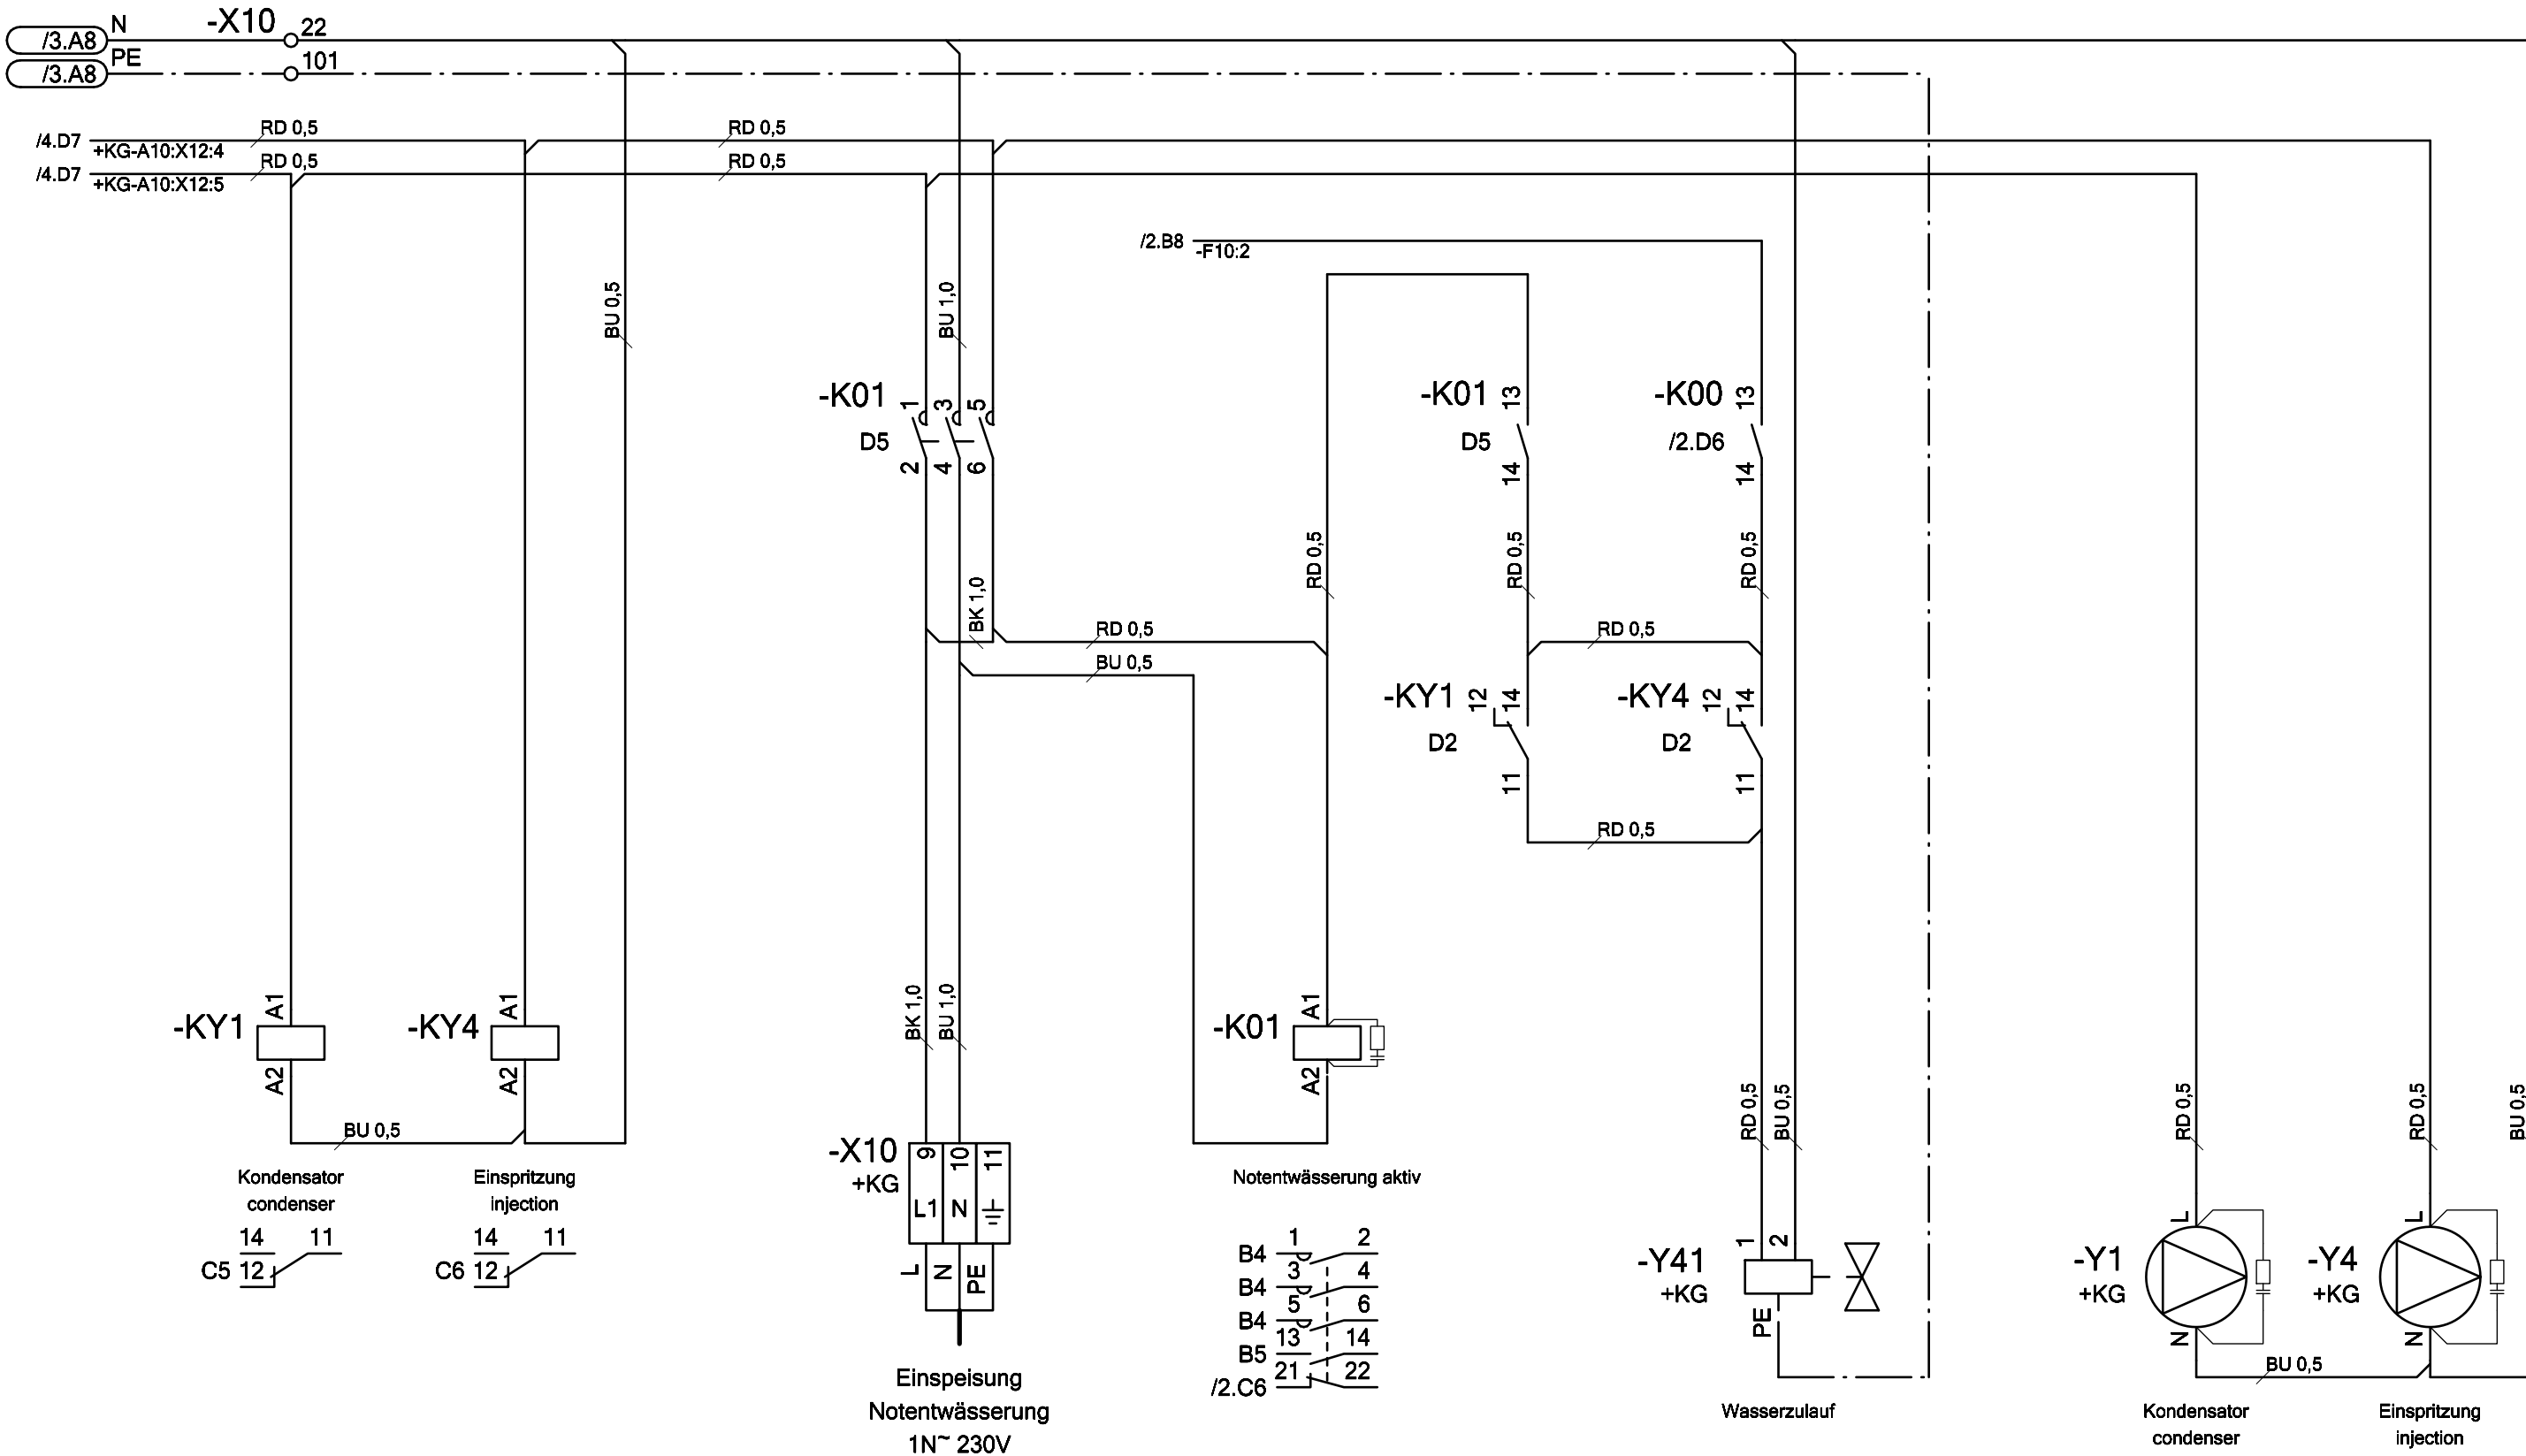 /3.A8 N -X10 22
/3.A8 PE 101
/4.D7 +KG-A10:X12:4 RD 0,5 RD 0,5
/4.D7 +KG-A10:X12:5 RD 0,5 RD 0,5
/2.B8 -F10:2
BU 0,5
BU 1,0
-K01 1 3 5
D5
2 4 6
-K01 13
D5
14
-K00 13
/2.D6
14
RD 0,5
RD 0,5
RD 0,5
BK 1,0
RD 0,5
RD 0,5
BU 0,5
-KY1 12 14
D2
11
-KY4 12 14
D2
11
RD 0,5
-KY1 A1
A2
-KY4 A1
A2
BK 1,0
BU 1,0
-K01 A1
A2
BU 0,5
RD 0,5
BU 0,5
RD 0,5
RD 0,5
BU 0,5
Kondensator
condenser
14 11
C5 12
Einspritzung
injection
14 11
C6 12
-X10 9 10 11
+KG
L1 N
L N PE
Einspeisung
Notentwässerung
1N~ 230V
Notentwässerung aktiv
B4 1 2
B4 3 4
B4 5 6
B5 13 14
/2.C6 21 22
-Y41 1 2
+KG
PE
Wasserzulauf
-Y1 L
+KG
N
-Y4 L
+KG
N
BU 0,5
Kondensator
condenser
Einspritzung
injection